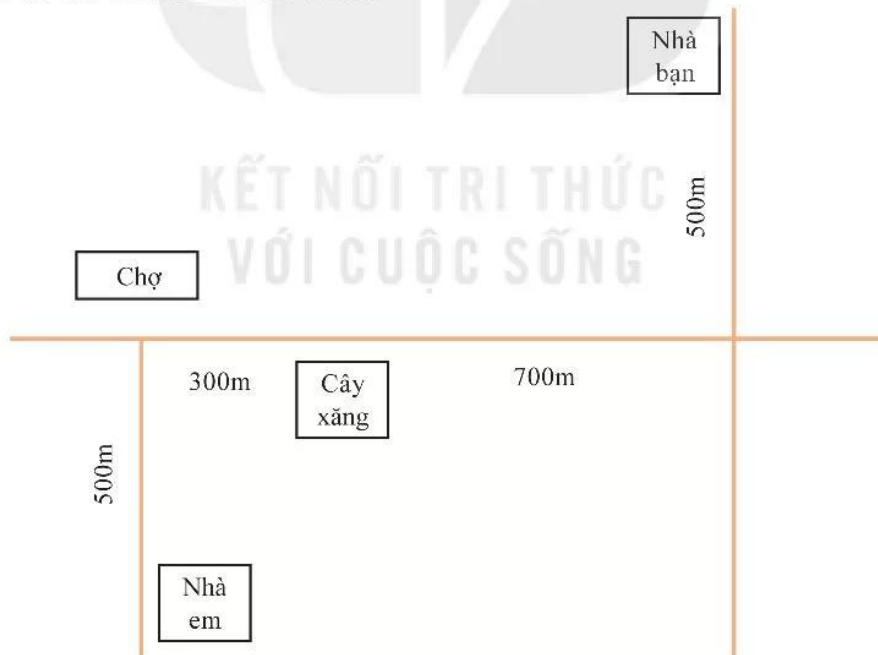 Nhà
bạn
KẾT NỐI TRI THỨC
VỚI CUỘC SỐNG
500m
Chợ
300m
Cây
xăng
700m
500m
Nhà
em